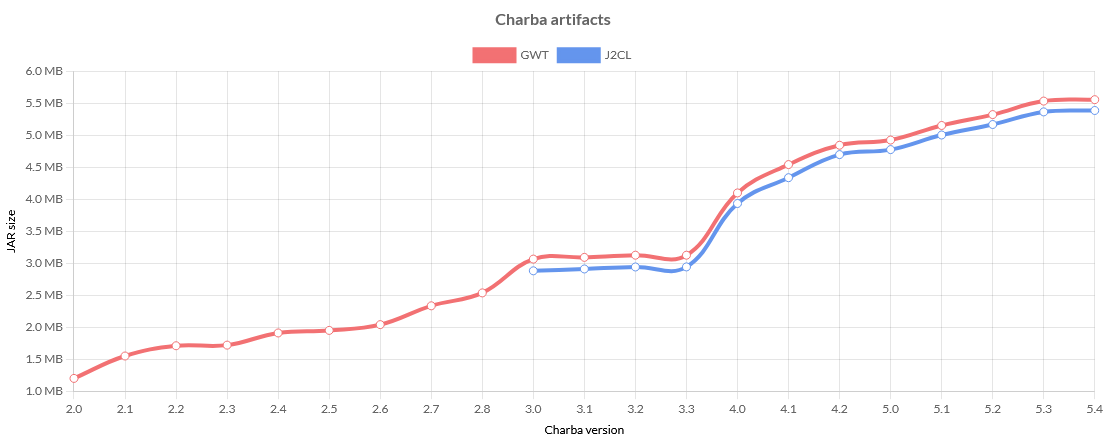 Charba artifacts
GWT J2CL
6.0 MB
5.5 MB
5.0 MB
4.5 MB
4.0 MB
3.5 MB
3.0 MB
2.5 MB
2.0 MB
1.5 MB
1.0 MB
JAR size
2.0 2.1 2.2 2.3 2.4 2.5 2.6 2.7 2.8 3.0 3.1 3.2 3.3 4.0 4.1 4.2 5.0 5.1 5.2 5.3 5.4
Charba version